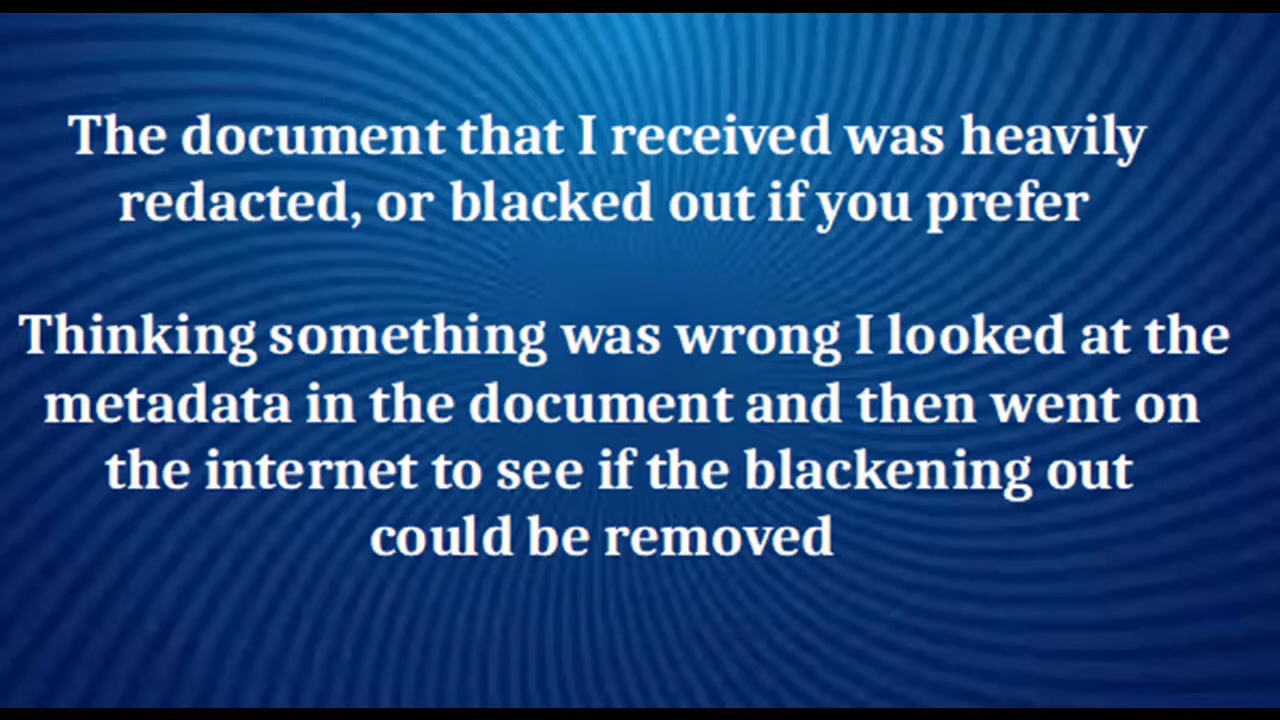 The document that I received was heavily
redacted, or blacked out if you prefer
Thinking something was wrong I looked at the
metadata in the document and then went on
the internet to see if the blackening out
could be removed